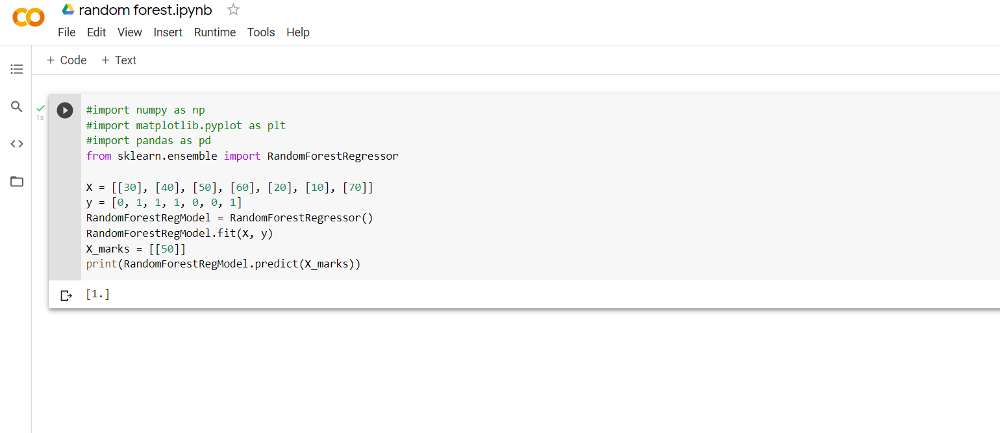 random forest.ipynb
File Edit View Insert Runtime Tools Help
+ Code + Text
1s
#import numpy as np
#import matplotlib.pyplot as plt
#import pandas as pd
from sklearn.ensemble import RandomForestRegressor
X = [[30], [40], [50], [60], [20], [10], [70]]
y = [0, 1, 1, 1, 0, 0, 1]
RandomForestRegModel = RandomForestRegressor()
RandomForestRegModel.fit(X, y)
X_marks = [[50]]
print(RandomForestRegModel.predict(X_marks))
[1.]